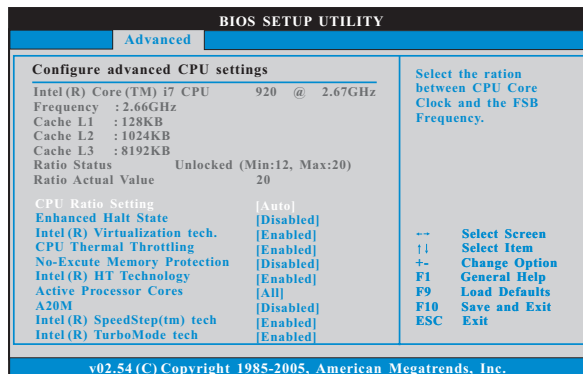 BIOS SETUP UTILITY
Advanced
Configure advanced CPU settings
Intel(R) Core(TM) i7 CPU 920 @ 2.67GHz
Frequency : 2.66GHz
Cache L1 : 128KB
Cache L2 : 1024KB
Cache L3 : 8192KB
Ratio Status Unlocked (Min:12, Max:20)
Ratio Actual Value 20
CPU Ratio Setting [Auto]
Enhanced Halt State [Disabled]
Intel(R) Virtualization tech. [Enabled]
CPU Thermal Throttling [Enabled]
No-Excute Memory Protection [Disabled]
Intel(R) HT Technology [Enabled]
Active Processor Cores [All]
A20M [Disabled]
Intel(R) SpeedStep(tm) tech [Enabled]
Intel(R) TurboMode tech [Enabled]
Select the ration
between CPU Core
Clock and the FSB
Frequency.
←→ Select Screen
↑↓ Select Item
+- Change Option
F1 General Help
F9 Load Defaults
F10 Save and Exit
ESC Exit
v02.54 (C) Copyright 1985-2005, American Megatrends, Inc.